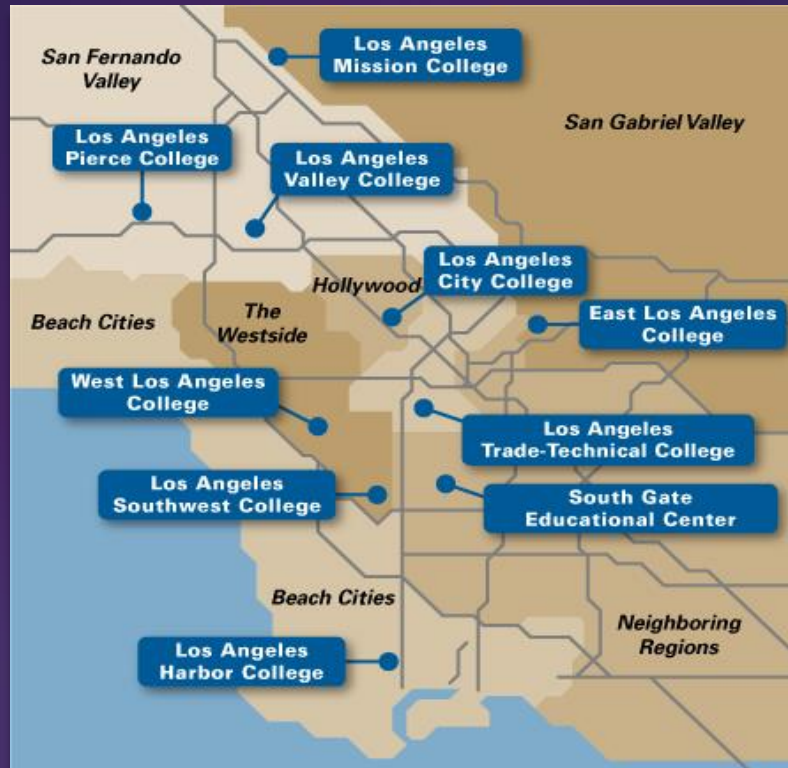 Los Angeles
Mission College
San Fernando
Valley
San Gabriel Valley
Los Angeles
Pierce College
Los Angeles
Valley College
Los Angeles
City College
Hollywood
East Los Angeles
College
Beach Cities
The
Westside
West Los Angeles
College
Los Angeles
Trade-Technical College
Los Angeles
Southwest College
South Gate
Educational Center
Beach Cities
Neighboring
Regions
Los Angeles
Harbor College